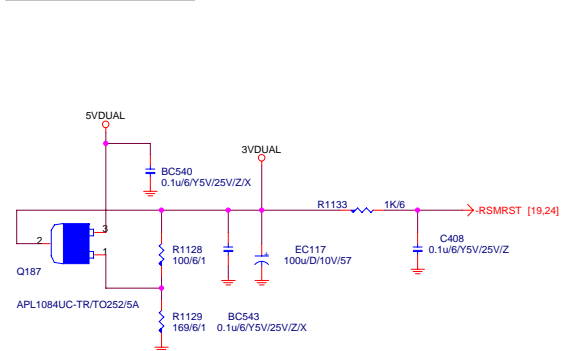 5VDUAL
BC540
0.1u/6/Y5V/25V/Z/X
3VDUAL
R1133
1K/6
-RSMRST [19,24]
2
3
1
Q187
R1128
100/6/1
EC117
100u/D/10V/57
C408
0.1u/6/Y5V/25V/Z
APL1084UC-TR/TO252/5A
R1129
169/6/1
BC543
0.1u/6/Y5V/25V/Z/X